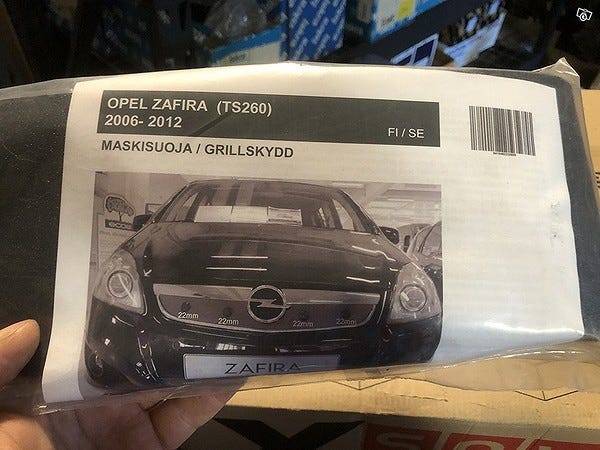 OPEL ZAFIRA (TS260)
2006- 2012
FI / SE
MASKISUOJA / GRILLSKYDD
22mm
22mm
22mm
22mm
ZAFIRA